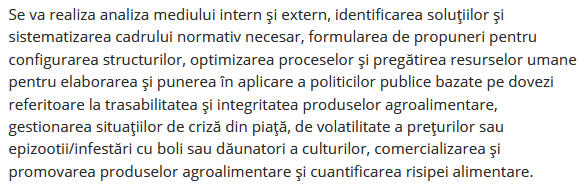 Se va realiza analiza mediului intern şi extern, identificarea soluţiilor şi
sistematizarea cadrului normativ necesar, formularea de propuneri pentru
configurarea structurilor, optimizarea proceselor şi pregătirea resurselor umane
pentru elaborarea şi punerea în aplicare a politicilor publice bazate pe dovezi
referitoare la trasabilitatea şi integritatea produselor agroalimentare,
gestionarea situaţiilor de criză din piaţă, de volatilitate a preţurilor sau
epizootii/infestări cu boli sau dăunatori a culturilor, comercializarea şi
promovarea produselor agroalimentare şi cuantificarea risipei alimentare.